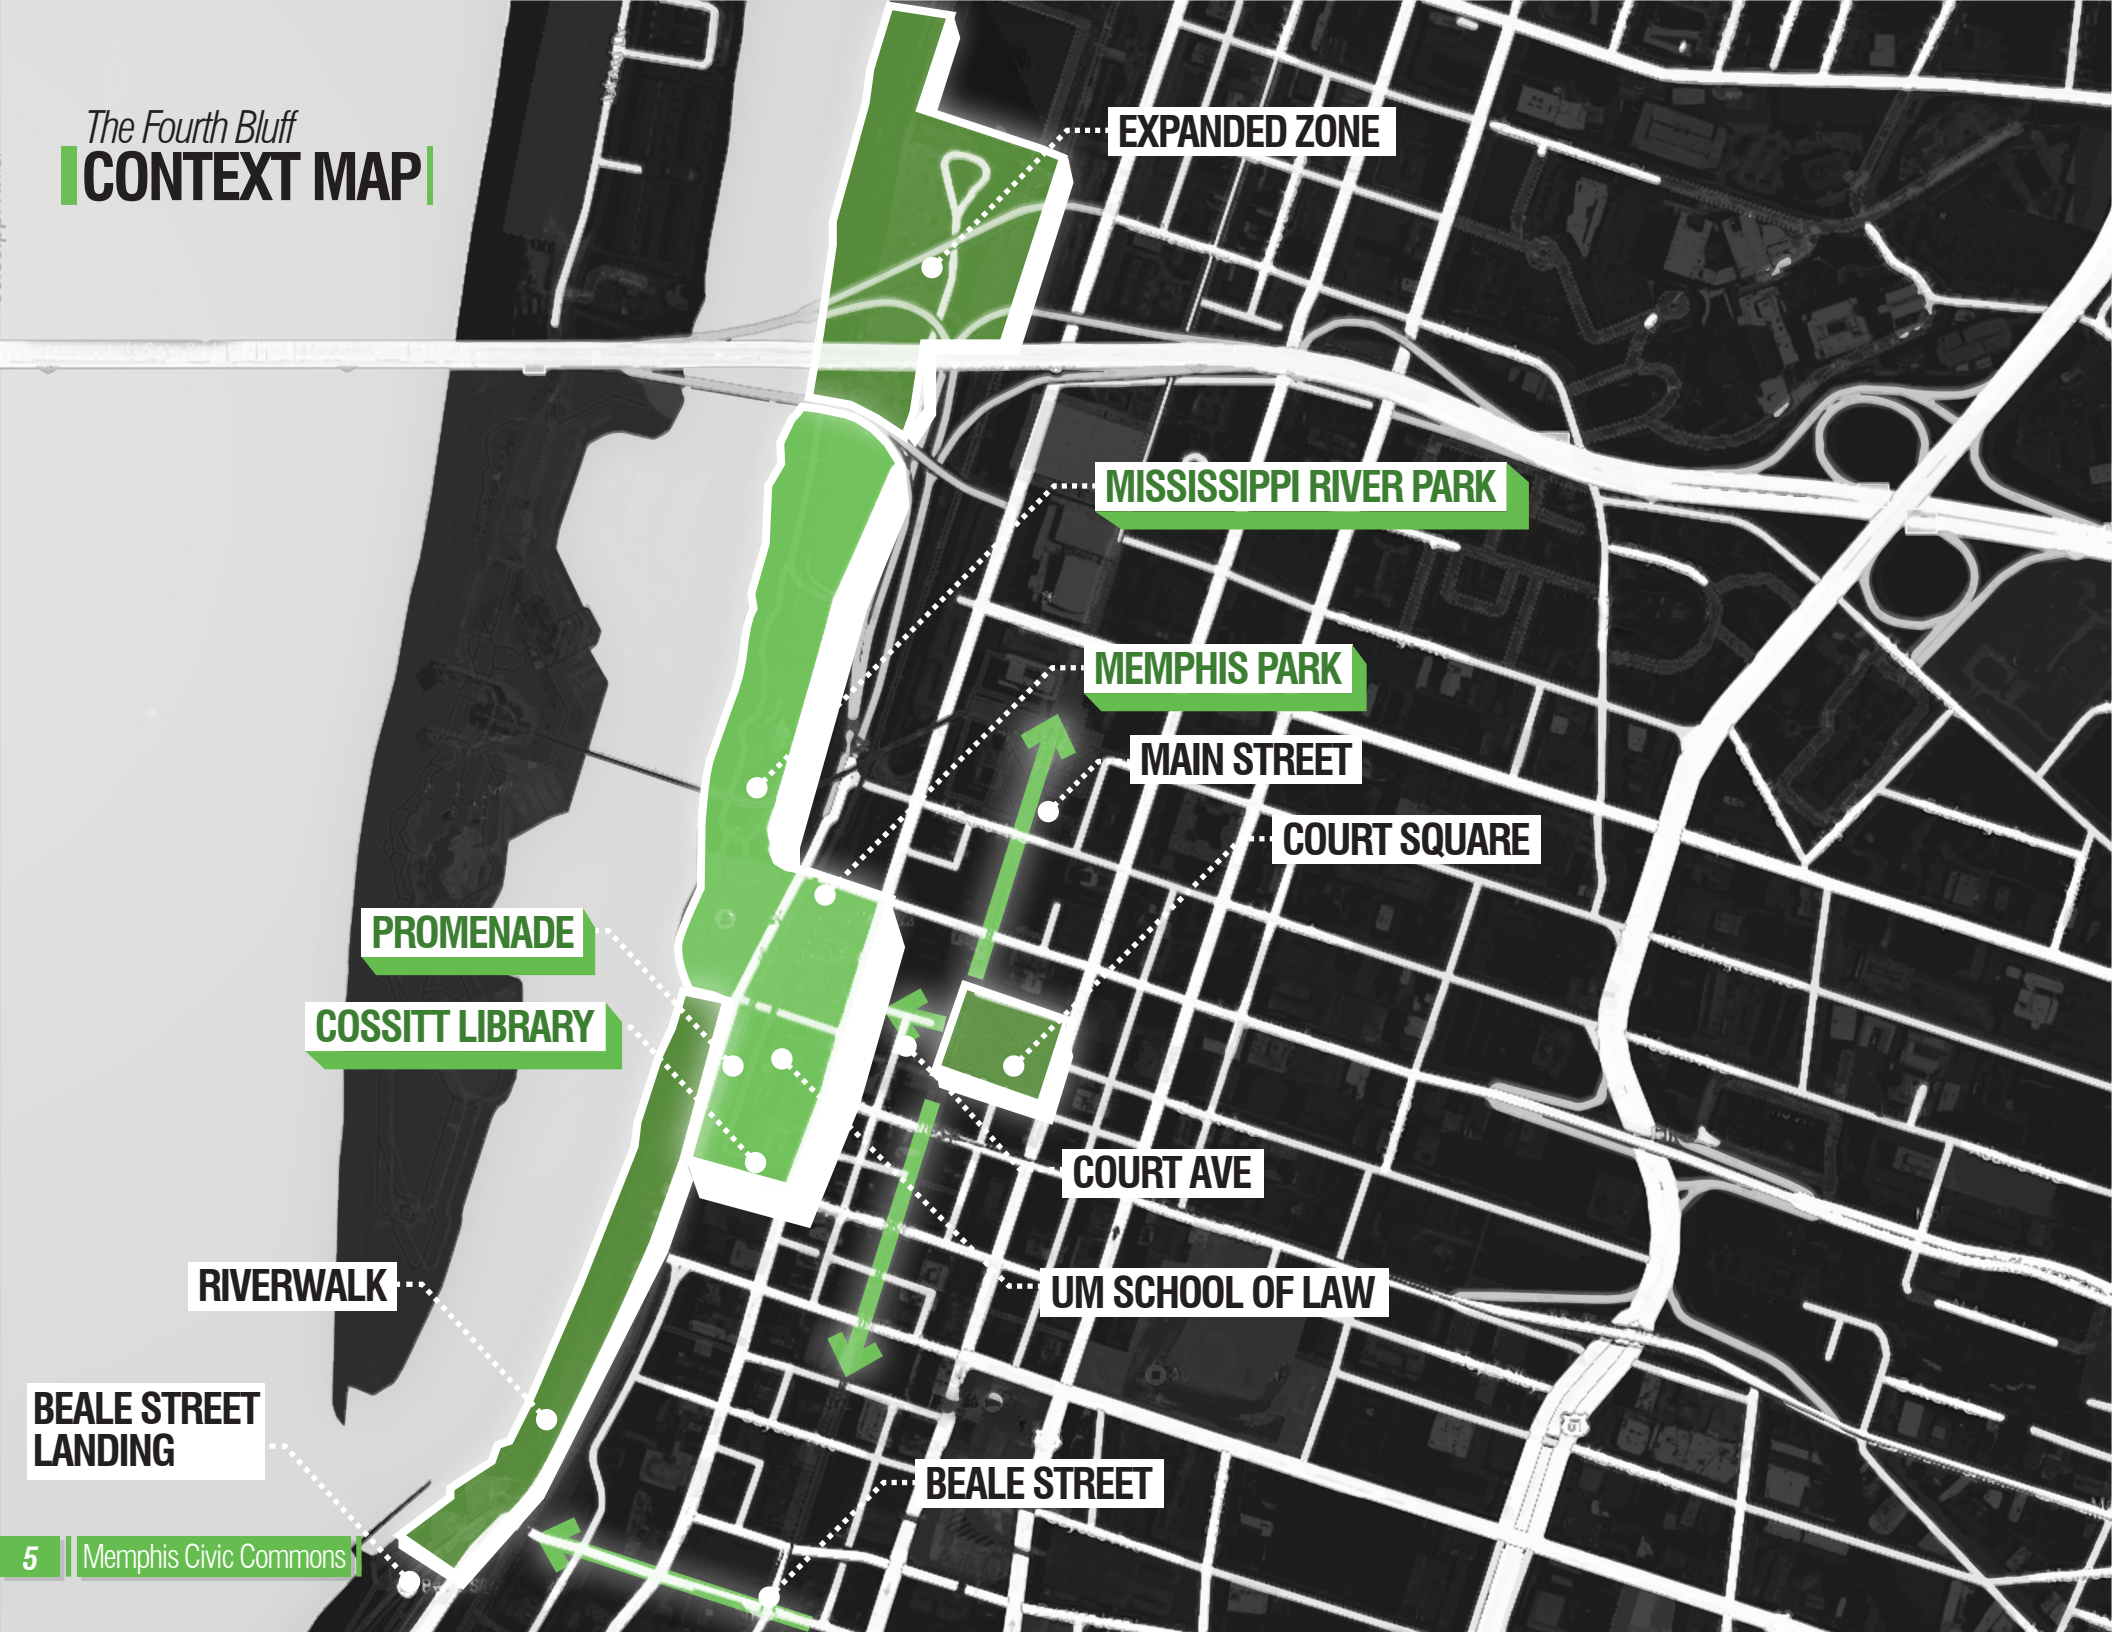 The Fourth Bluff
CONTEXT MAP
EXPANDED ZONE
MISSISSIPPI RIVER PARK
MEMPHIS PARK
MAIN STREET
COURT SQUARE
PROMENADE
COSSITT LIBRARY
COURT AVE
RIVERWALK
UM SCHOOL OF LAW
BEALE STREET
LANDING
BEALE STREET
5
Memphis Civic Commons